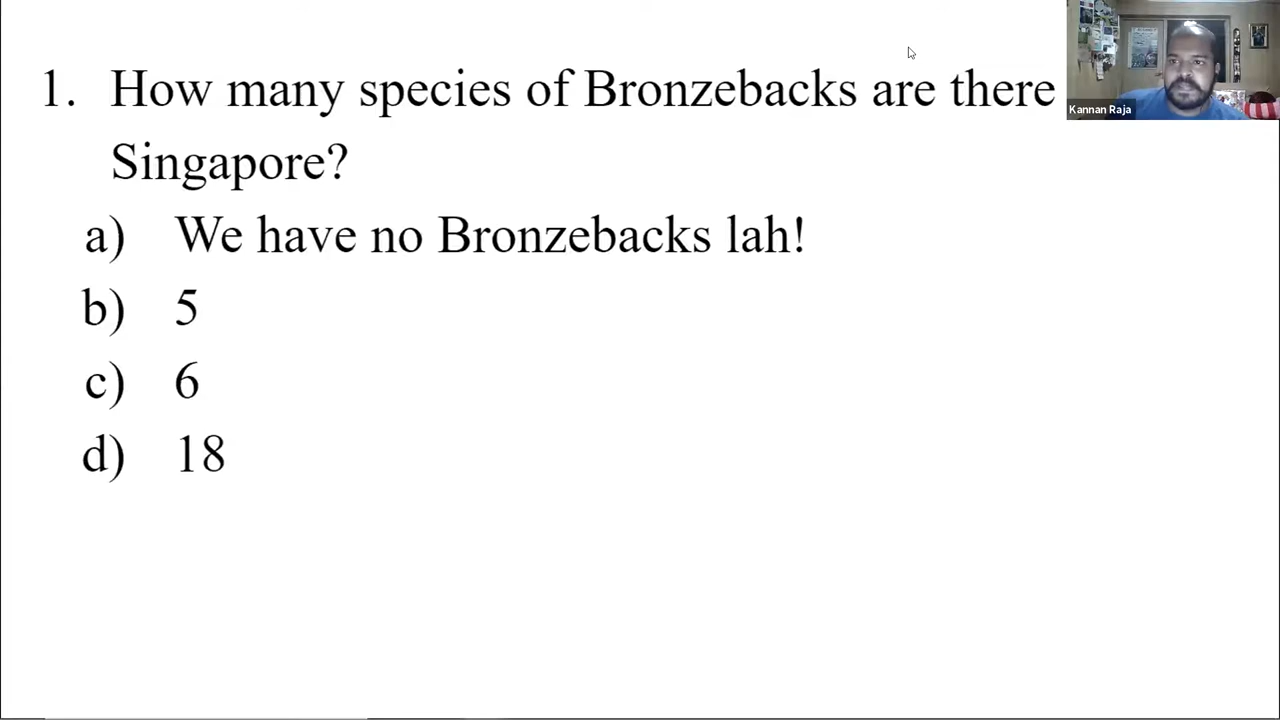 1. How many species of Bronzebacks are there
Singapore?
a) We have no Bronzebacks lah!
b) 5
c) 6
d) 18
Kannan Raja